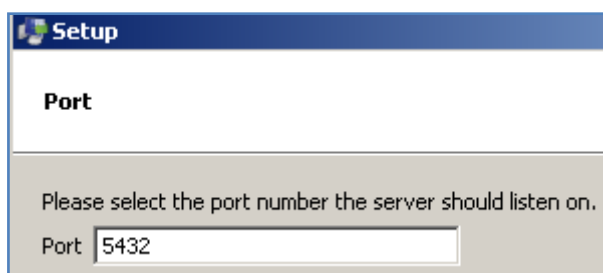 Setup
Port
Please select the port number the server should listen on.
Port 5432